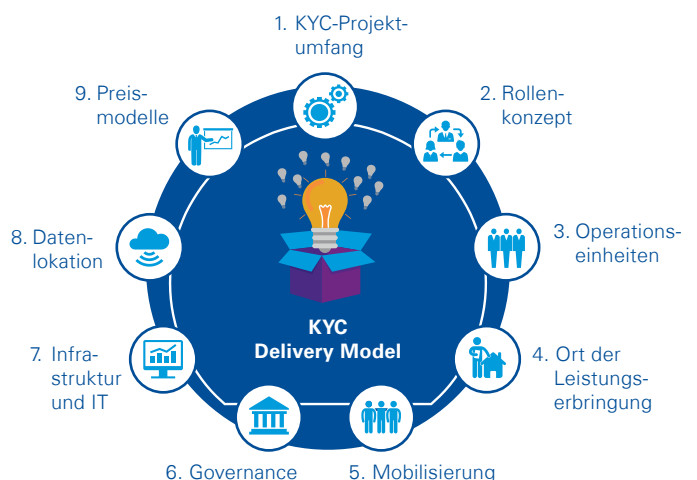 1. KYC-Projekt-
umfang
2. Rollen-
konzept
3. Operations-
einheiten
4. Ort der
Leistungs-
erbringung
5. Mobilisierung
6. Governance
7. Infra-
struktur
und IT
8. Daten-
lokation
9. Preis-
modelle
KYC
Delivery Model